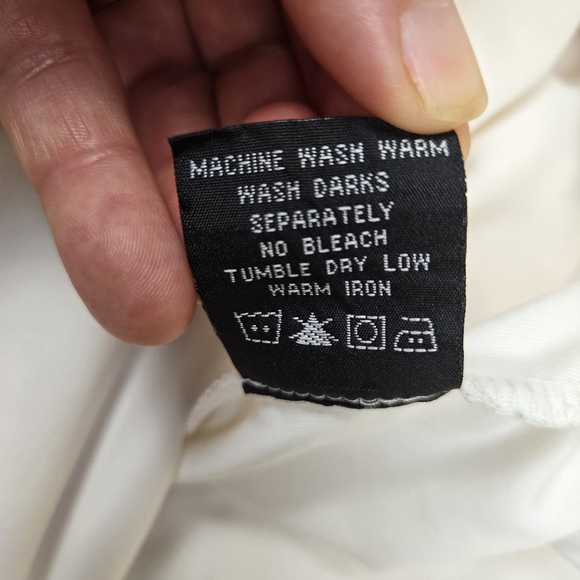 MACHINE WASH WARM
WASH DARKS
SEPARATELY
NO BLEACH
TUMBLE DRY LOW
WARM IRON